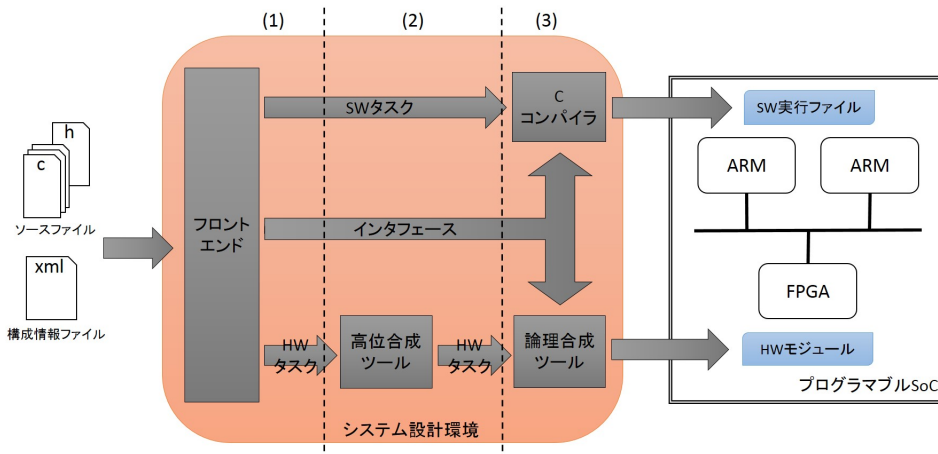 (1)
(2)
(3)
h
c
ソースファイル
xml
構成情報ファイル
フロント
エンド
SWタスク
インタフェース
HW
タスク
高位合成
ツール
HW
タスク
C
コンパイラ
論理合成
ツール
システム設計環境
SW実行ファイル
ARM
ARM
FPGA
HWモジュール
プログラマブルSoC